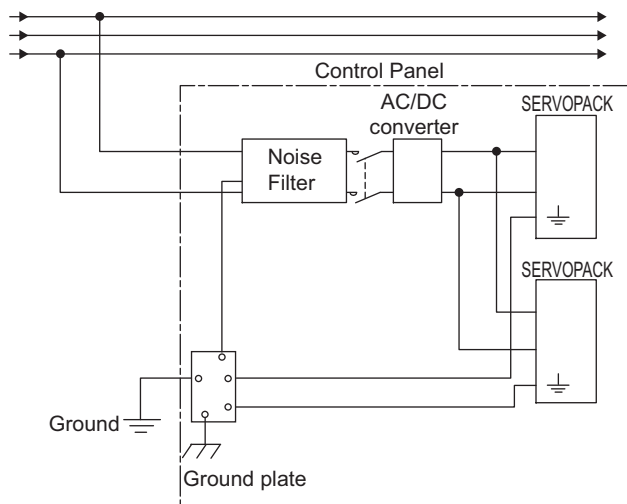 Control Panel
AC/DC
converter
SERVOPACK
Noise
Filter
SERVOPACK
Ground
Ground plate